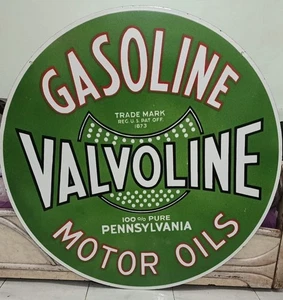 GASOLINE
TRADE MARK
REG. U.S. PAT. OFF.
1873
VALVOLINE
100% PURE
PENNSYLVANIA
MOTOR OILS